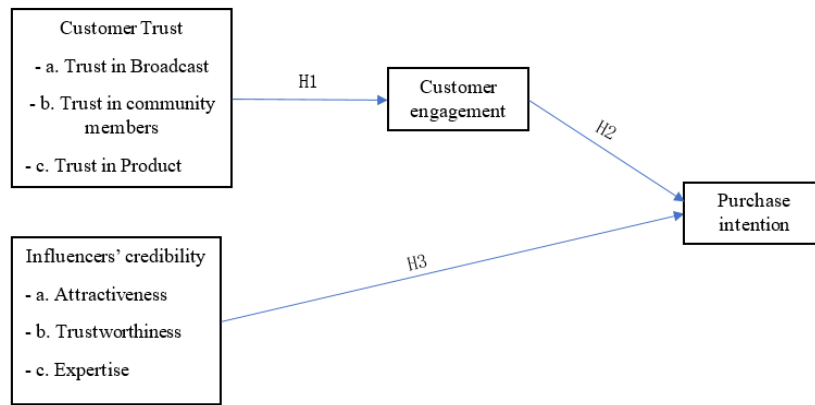 Customer Trust
- a. Trust in Broadcast
- b. Trust in community
members
- c. Trust in Product
H1
Customer
engagement
H2
Purchase
intention
Influencers’ credibility
- a. Attractiveness
- b. Trustworthiness
- c. Expertise
H3